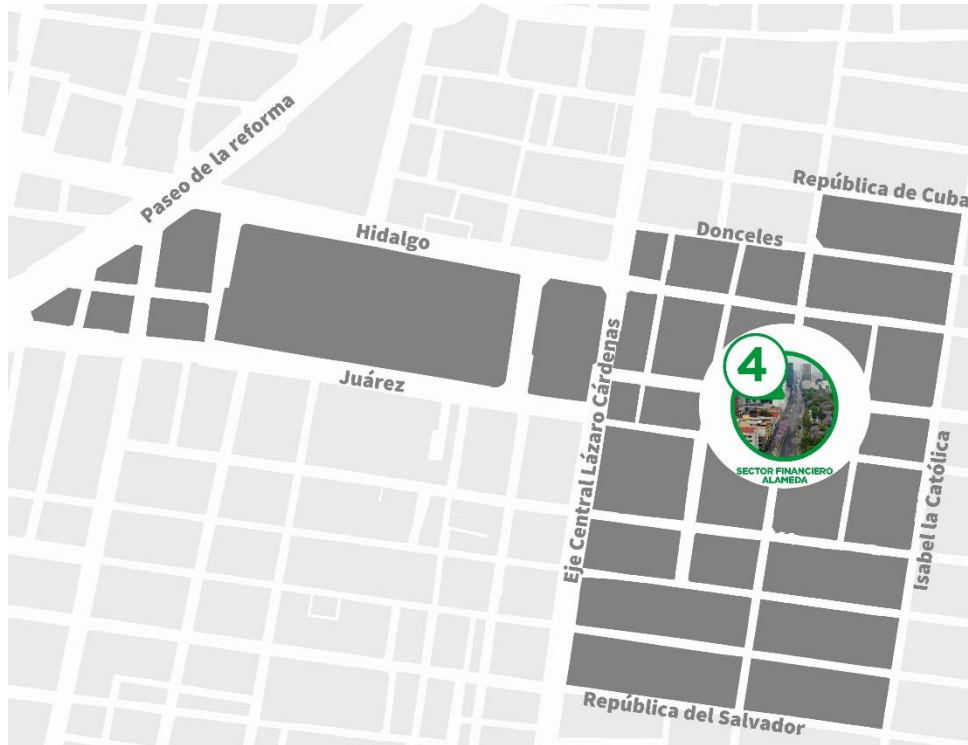 Paseo de la reforma
República de Cuba
Hidalgo
Donceles
Juárez
Eje Central Lázaro Cárdenas
4
SECTOR FINANCIERO
ALAMEDA
Isabel la Católica
República del Salvador